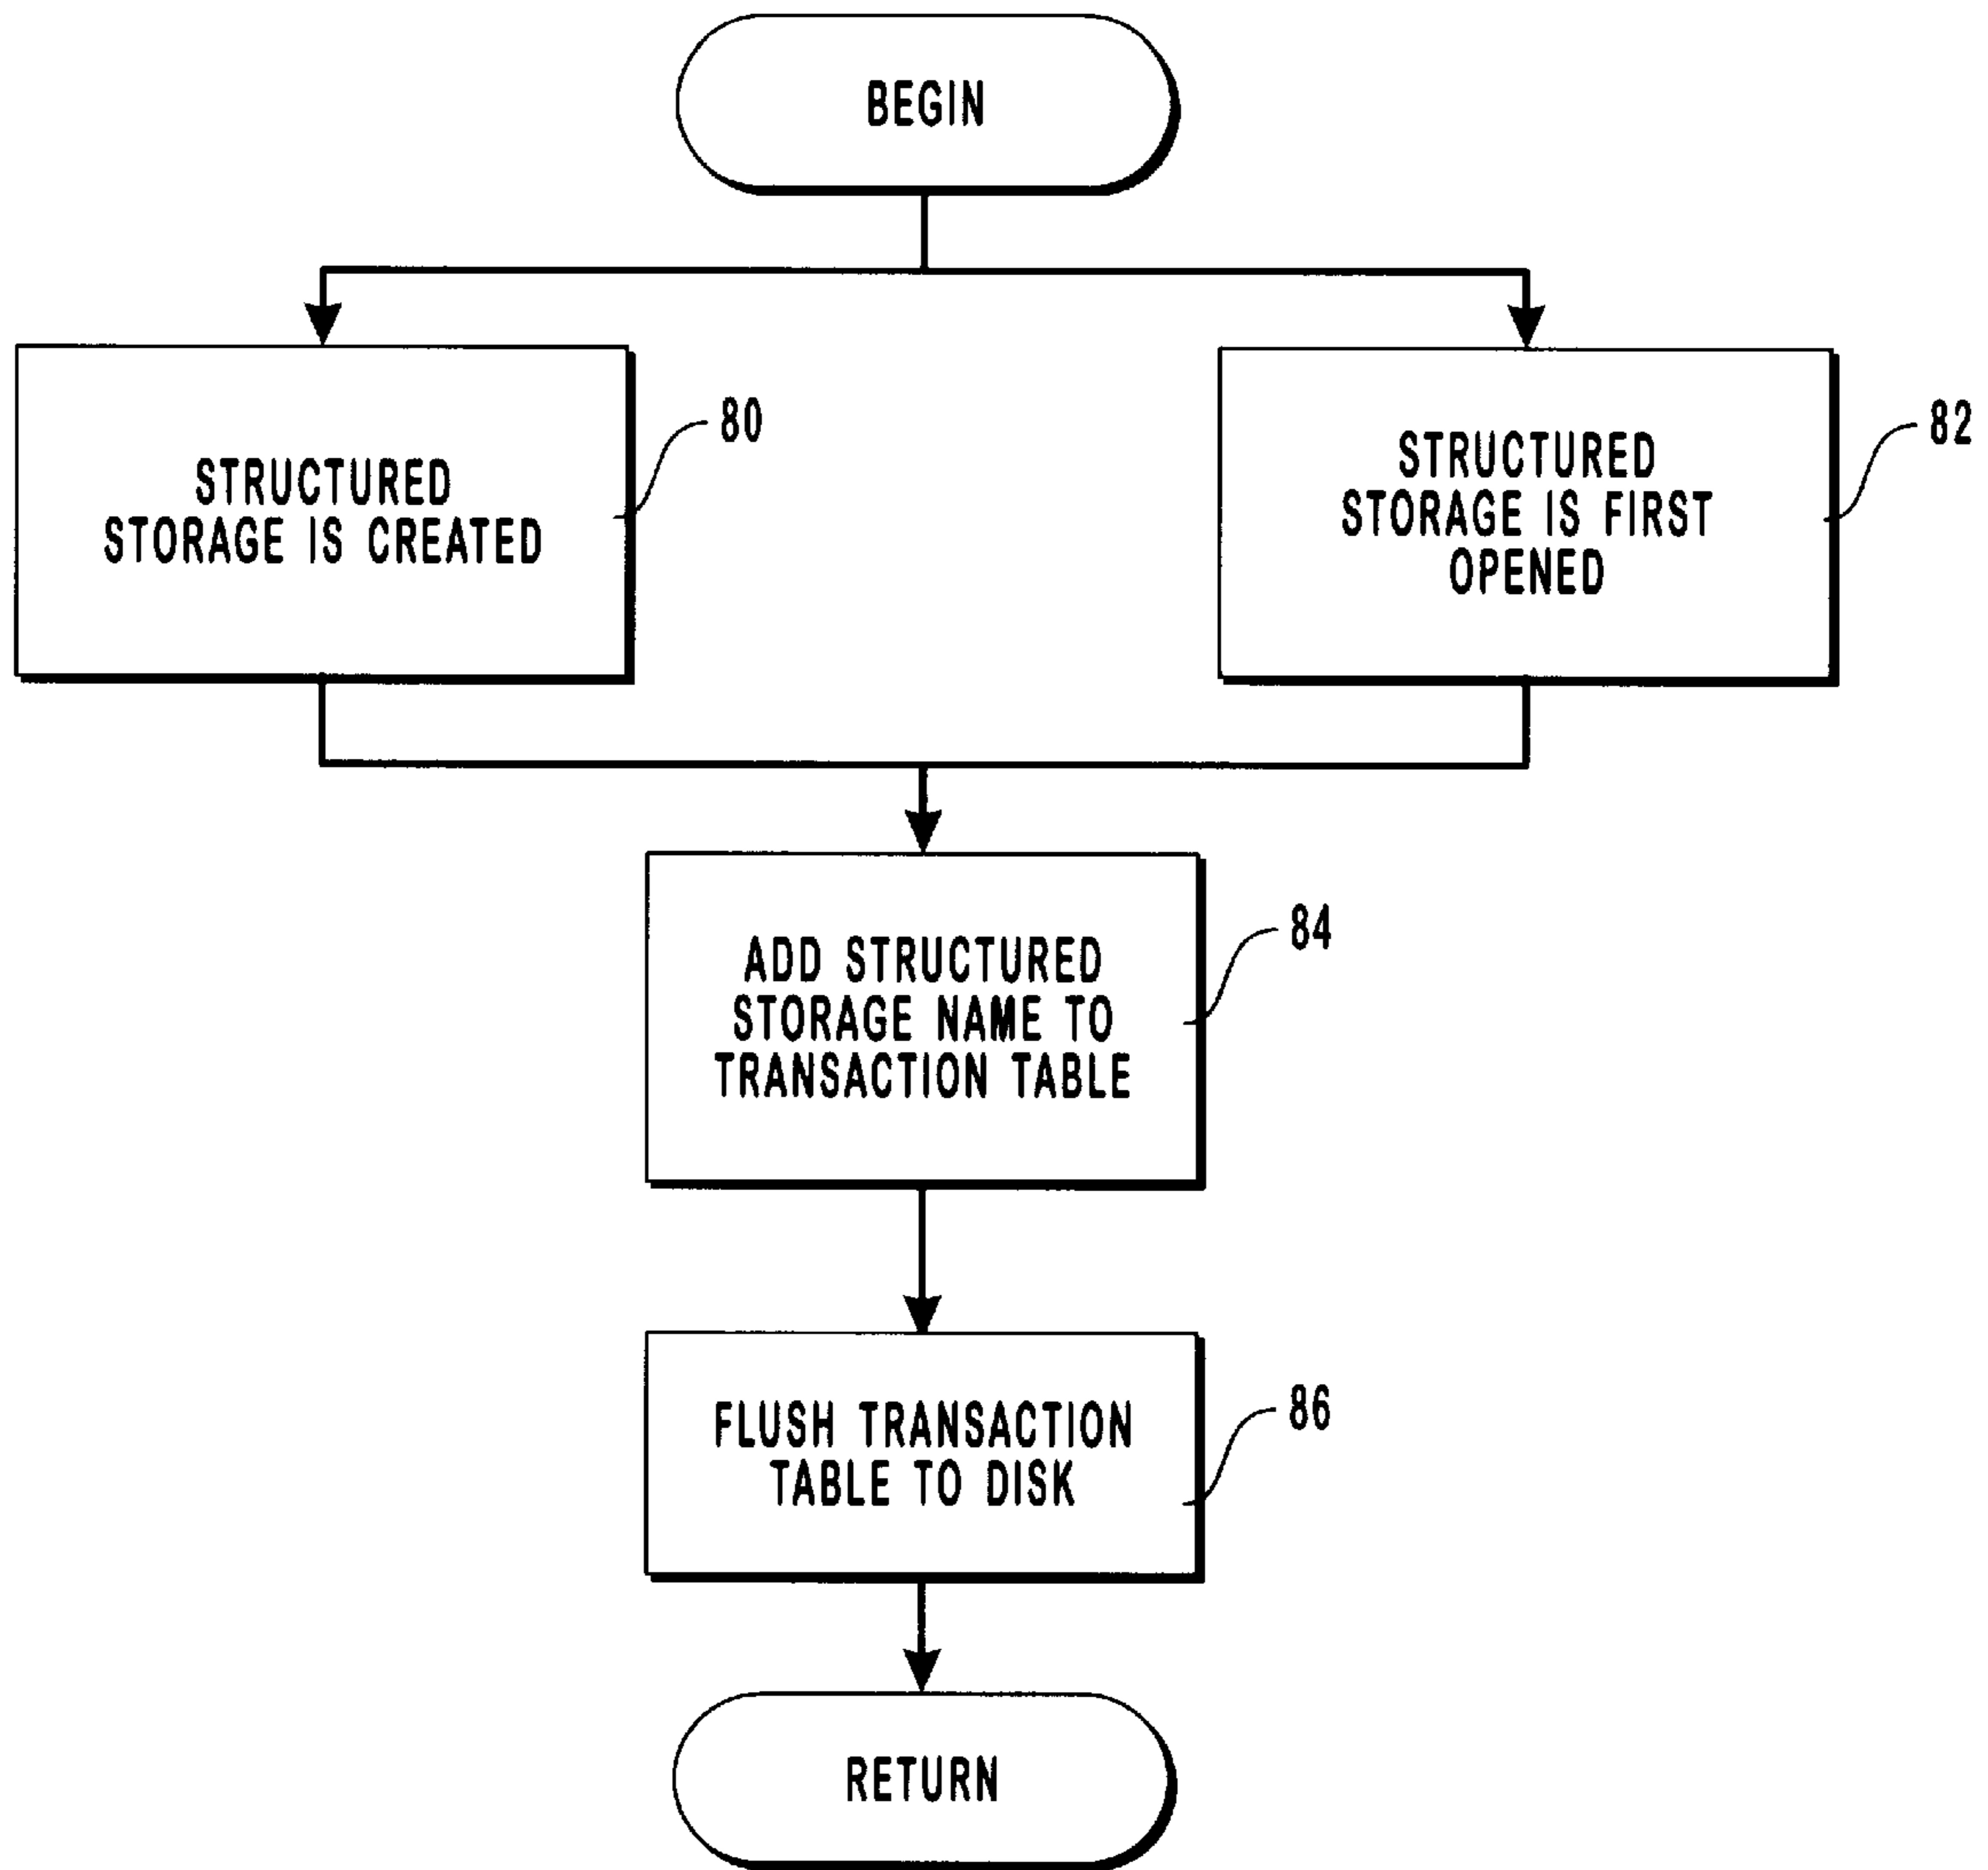 BEGIN
STRUCTURED
STORAGE IS CREATED
80
STRUCTURED
STORAGE IS FIRST
OPENED
82
ADD STRUCTURED
STORAGE NAME TO
TRANSACTION TABLE
84
FLUSH TRANSACTION
TABLE TO DISK
86
RETURN